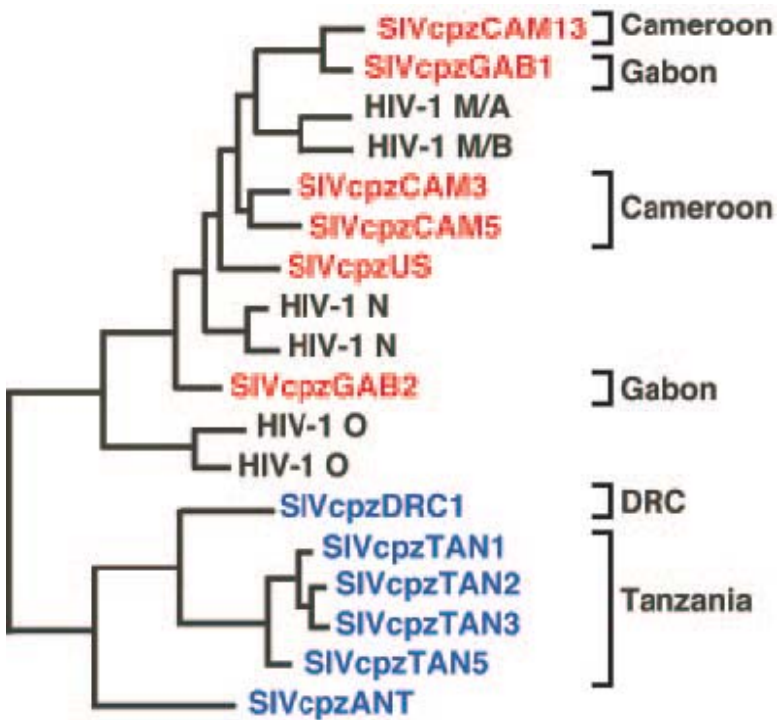 SIVcpzCAM13 Cameroon
SIVcpzGAB1 Gabon
HIV-1 M/A
HIV-1 M/B
SIVcpzCAM3
Cameroon
SIVcpzCAM5
SIVcpzUS
HIV-1 N
HIV-1 N
SIVcpzGAB2 Gabon
HIV-1 O
HIV-1 O
SIVcpzDRC1 DRC
SIVcpzTAN1
SIVcpzTAN2
Tanzania
SIVcpzTAN3
SIVcpzTAN5
SIVcpzANT